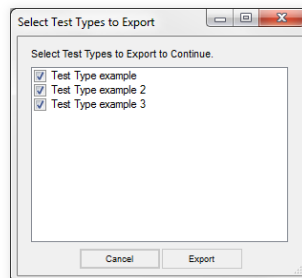 Select Test Types to Export
Select Test Types to Export to Continue.
Test Type example
Test Type example 2
Test Type example 3
Cancel Export